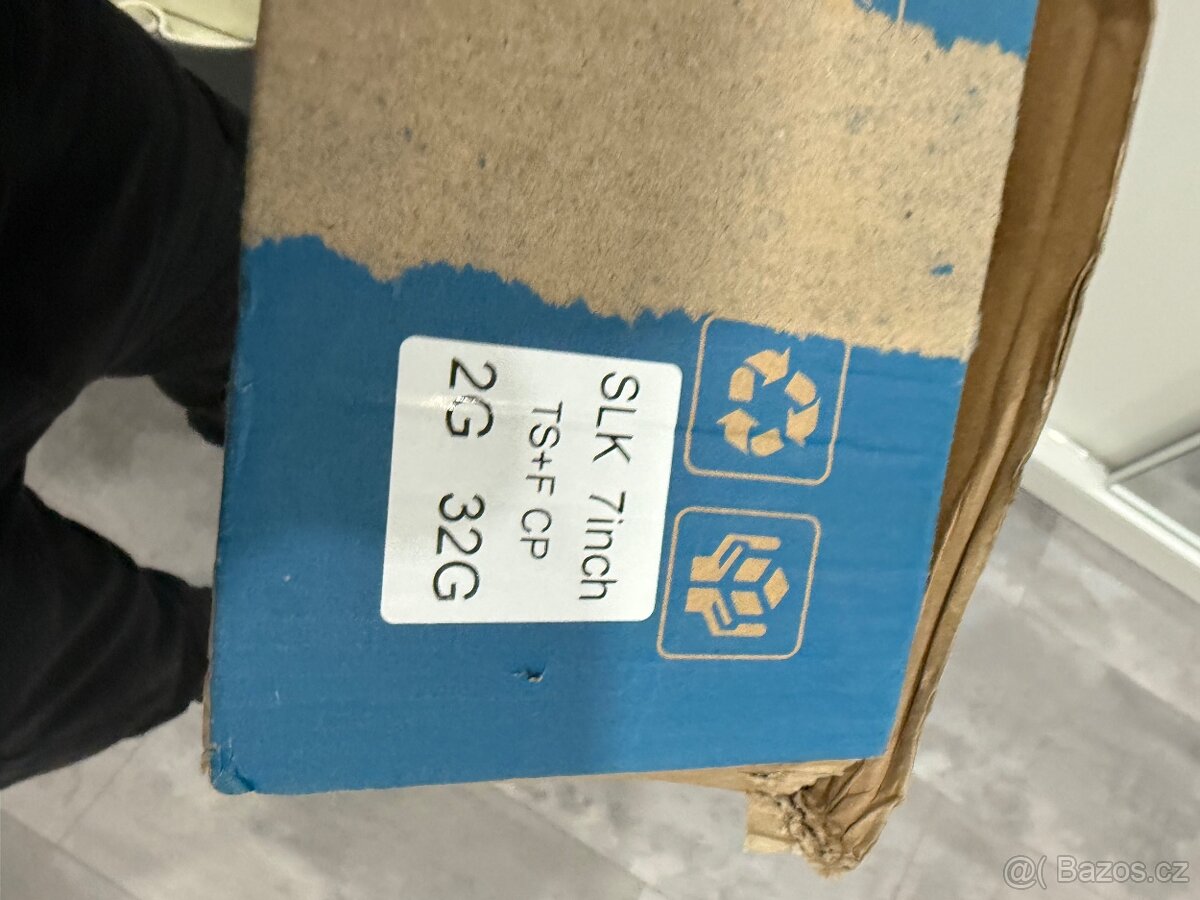 SLK 7inch
TS+F CP
2G 32G
@( Bazos.cz